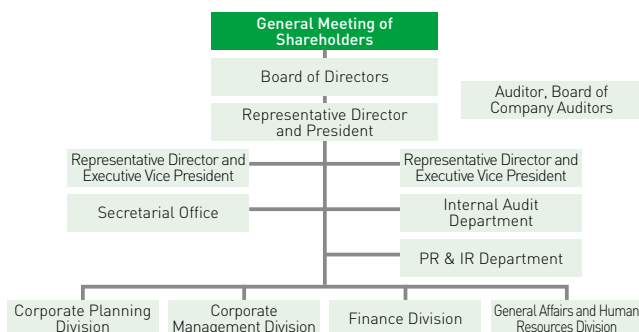 General Meeting of
Shareholders
Board of Directors
Auditor, Board of
Company Auditors
Representative Director
and President
Representative Director and
Executive Vice President
Representative Director and
Executive Vice President
Secretarial Office
Internal Audit
Department
PR & IR Department
Corporate Planning
Division
Corporate
Management Division
Finance Division
General Affairs and Human
Resources Division